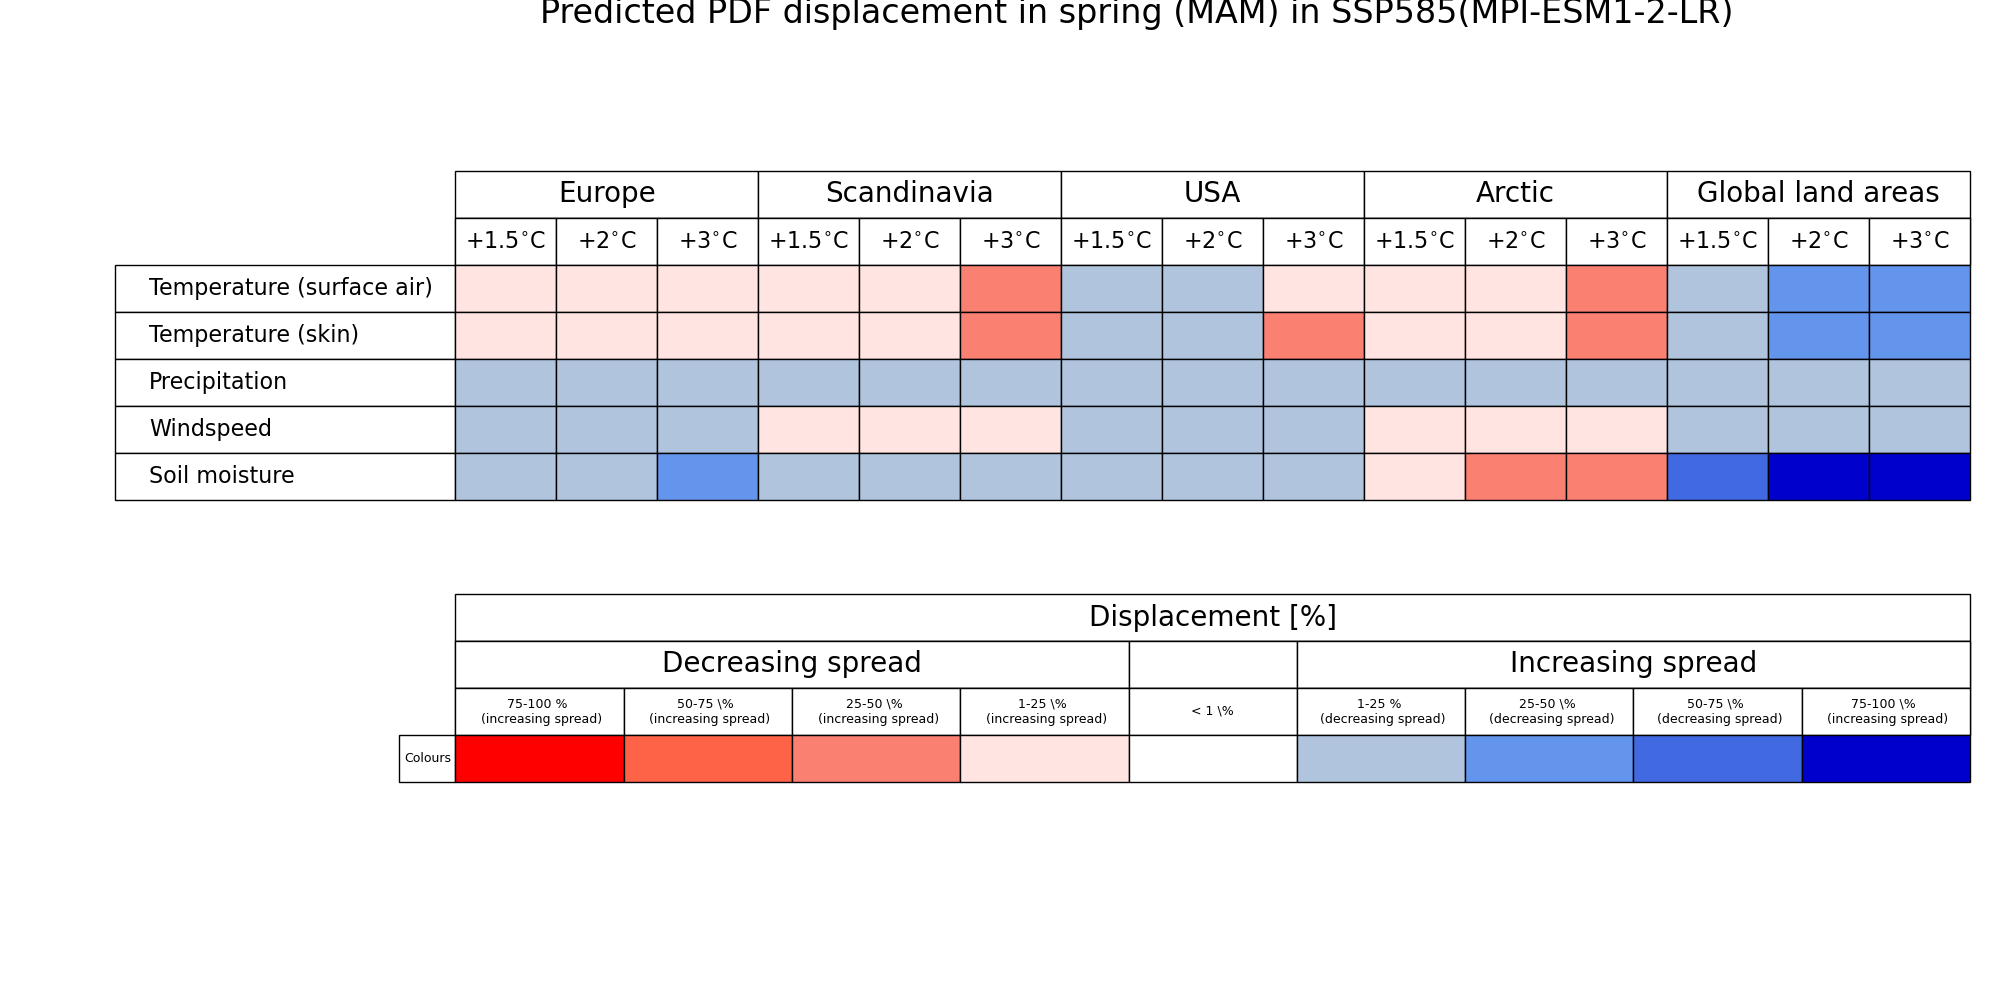 Predicted PDF displacement in spring (MAM) in SSP585(MPI-ESM1-2-LR)
Europe Scandinavia USA Arctic Global land areas
+1.5°C +2°C +3°C +1.5°C +2°C +3°C +1.5°C +2°C +3°C +1.5°C +2°C +3°C +1.5°C +2°C +3°C
Temperature (surface air)
Temperature (skin)
Precipitation
Windspeed
Soil moisture
Displacement [%]
Decreasing spread Increasing spread
75-100 % 50-75 \% 25-50 \% 1-25 \% < 1 \% 1-25 % 25-50 \% 50-75 \% 75-100 \%
(increasing spread) (increasing spread) (increasing spread) (increasing spread) (decreasing spread) (decreasing spread) (decreasing spread) (increasing spread)
Colours